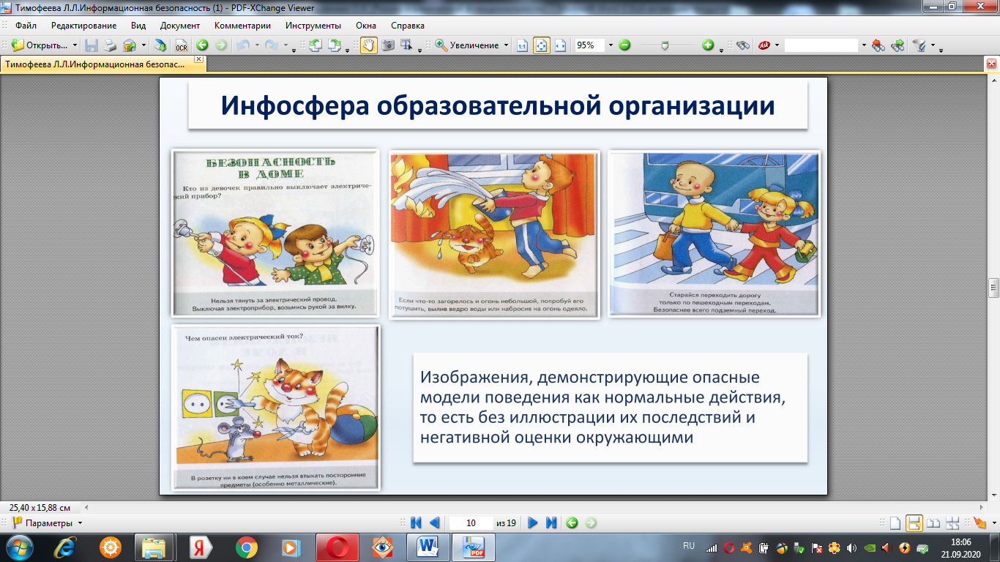 Тимофеева Л.Л.Информационная безопасность (1) - PDF-XChange Viewer
Файл Редактирование Вид Документ Комментарии Инструменты Окна Справка
Открыть... OCR Увеличение 95% Ask
Тимофеева Л.Л.Информационная безопас...
Инфосфера образовательной организации
БЕЗОПАСНОСТЬ
В ДОМЕ
Кто из девочек правильно выключает электриче-
кий прибор?
Нельзя тянуть за электрический провод.
Выключая электроприбор, возьмись рукой за вилку.
Если что-то загорелось и огонь небольшой, попробуй его
потушить, вылив ведро воды или набросив на огонь одеяло.
Старайся переходить дорогу
только по пешеходным переходам.
Безопаснее всего подземный переход.
Чем опасен электрический ток?
В розетку ни в коем случае нельзя втыкать посторонние
предметы (особенно металлические).
Изображения, демонстрирующие опасные
модели поведения как нормальные действия,
то есть без иллюстрации их последствий и
негативной оценки окружающими
25,40 x 15,88 см
Параметры 10 из 19
RU 18:06
21.09.2020